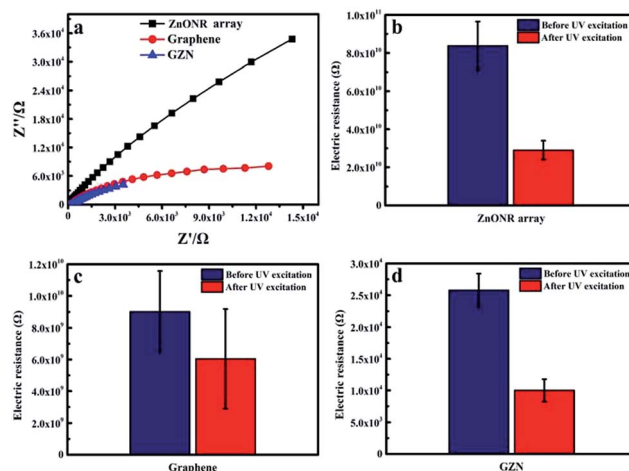 a
ZnONR array
Graphene
GZN
Z''/Ω
3.6x10⁴
3.0x10⁴
2.4x10⁴
1.8x10⁴
1.2x10⁴
6.0x10³
0
0
3.0x10³
6.0x10³
9.0x10³
1.2x10⁴
1.5x10⁴
Z'/Ω
b
Before UV excitation
After UV excitation
Electric resistance (Ω)
1.0x10¹¹
8.0x10¹⁰
6.0x10¹⁰
4.0x10¹⁰
2.0x10¹⁰
0
ZnONR array
c
Before UV excitation
After UV excitation
Electric resistance (Ω)
1.2x10¹⁰
1.0x10¹⁰
8.0x10⁹
6.0x10⁹
4.0x10⁹
2.0x10⁹
0
Graphene
d
Before UV excitation
After UV excitation
Electric resistance (Ω)
3.0x10⁴
2.5x10⁴
2.0x10⁴
1.5x10⁴
1.0x10⁴
5.0x10³
0
GZN